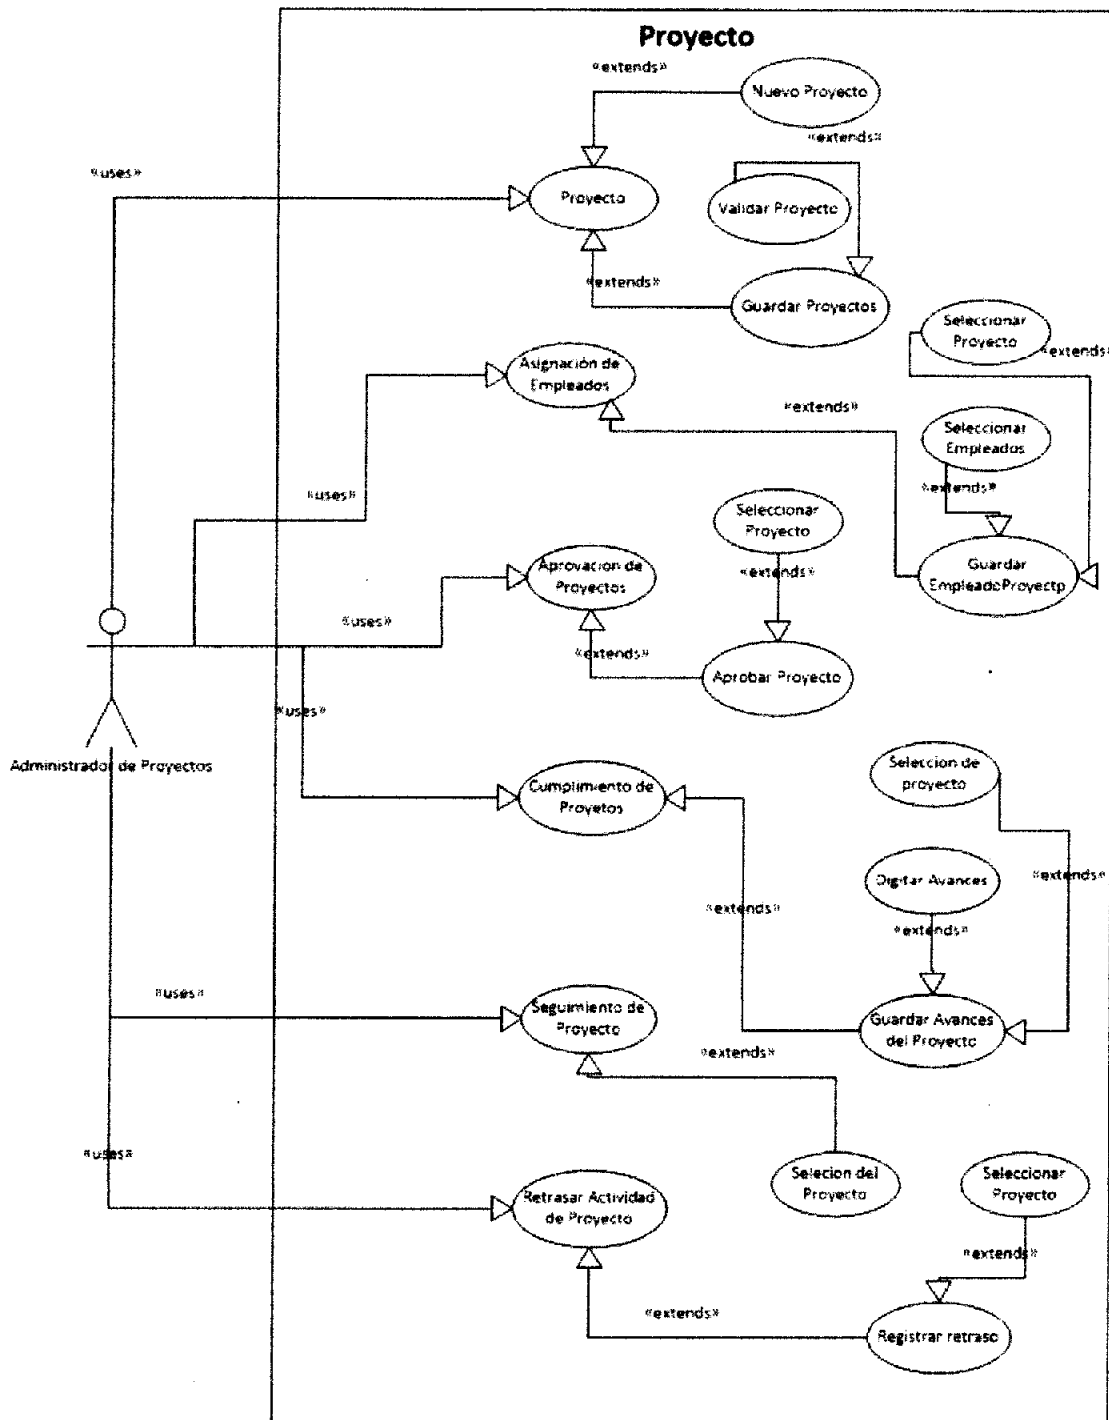 Proyecto
«extends»
Nuevo Proyecto
«extends»
«uses»
Proyecto
Validar Proyecto
«extends»
Guardar Proyectos
Seleccionar
Proyecto
«extends»
Asignación de
Empleados
«extends»
Seleccionar
Empleados
«extends»
«uses»
Seleccionar
Proyecto
Aprovacion de
Proyectos
«extends»
Guardar
EmpleadoProyectp
«uses»
«extends»
Aprobar Proyecto
«uses»
Administrador de Proyectos
Seleccion de
proyecto
Cumplimiento de
Proyetos
Digitar Avances
«extends»
«extends»
«extends»
«uses»
Seguimiento de
Proyecto
Guardar Avances
del Proyecto
«extends»
«uses»
Selecion del
Proyecto
Seleccionar
Proyecto
Retrasar Actividad
de Proyecto
«extends»
«extends»
Registrar retraso